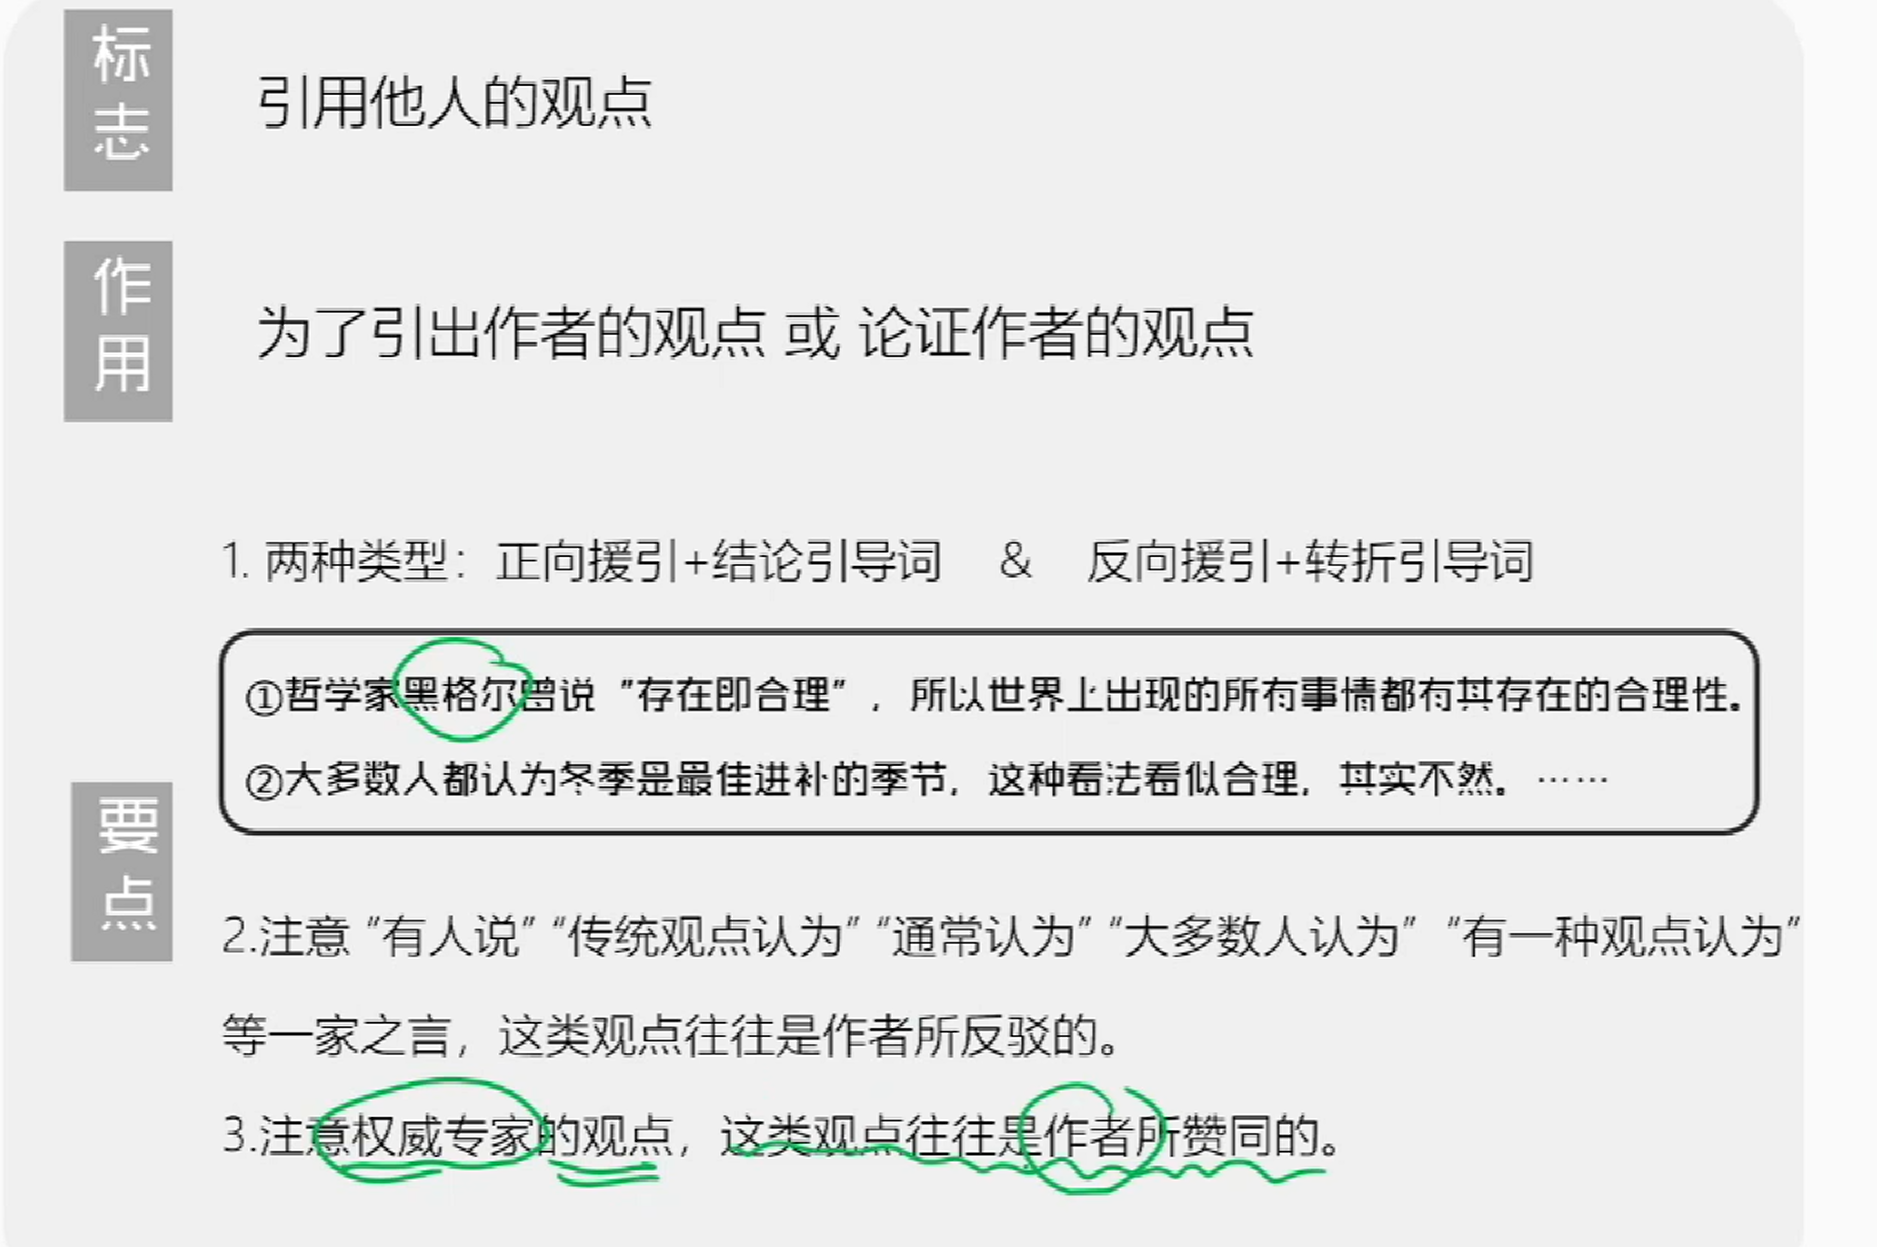 标志
引用他人的观点
作用
为了引出作者的观点 或 论证作者的观点
1. 两种类型：正向援引+结论引导词 & 反向援引+转折引导词
①哲学家黑格尔曾说“存在即合理”，所以世界上出现的所有事情都有其存在的合理性。
②大多数人都认为冬季是最佳进补的季节，这种看法看似合理，其实不然。……
要点
2.注意“有人说”“传统观点认为”“通常认为”“大多数人认为”“有一种观点认为”
等一家之言，这类观点往往是作者所反驳的。
3.注意权威专家的观点，这类观点往往是作者所赞同的。